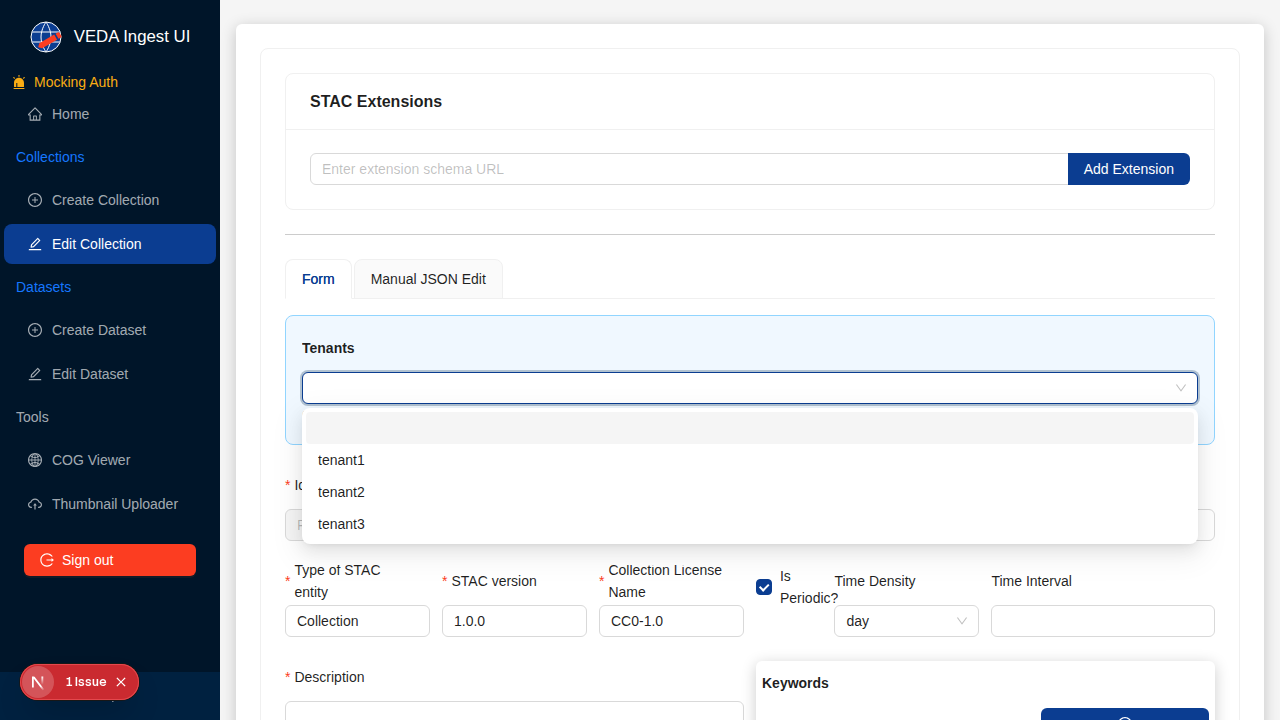 VEDA Ingest UI
Mocking Auth
Home
Collections
Create Collection
Edit Collection
Datasets
Create Dataset
Edit Dataset
Tools
COG Viewer
Thumbnail Uploader
Sign out
1 Issue
STAC Extensions
Enter extension schema URL
Add Extension
Form
Manual JSON Edit
Tenants
tenant1
tenant2
tenant3
*
* Type of STAC entity
* STAC version
* Collection License Name
Is Periodic?
Time Density
Time Interval
Collection
1.0.0
CC0-1.0
day
* Description
Keywords